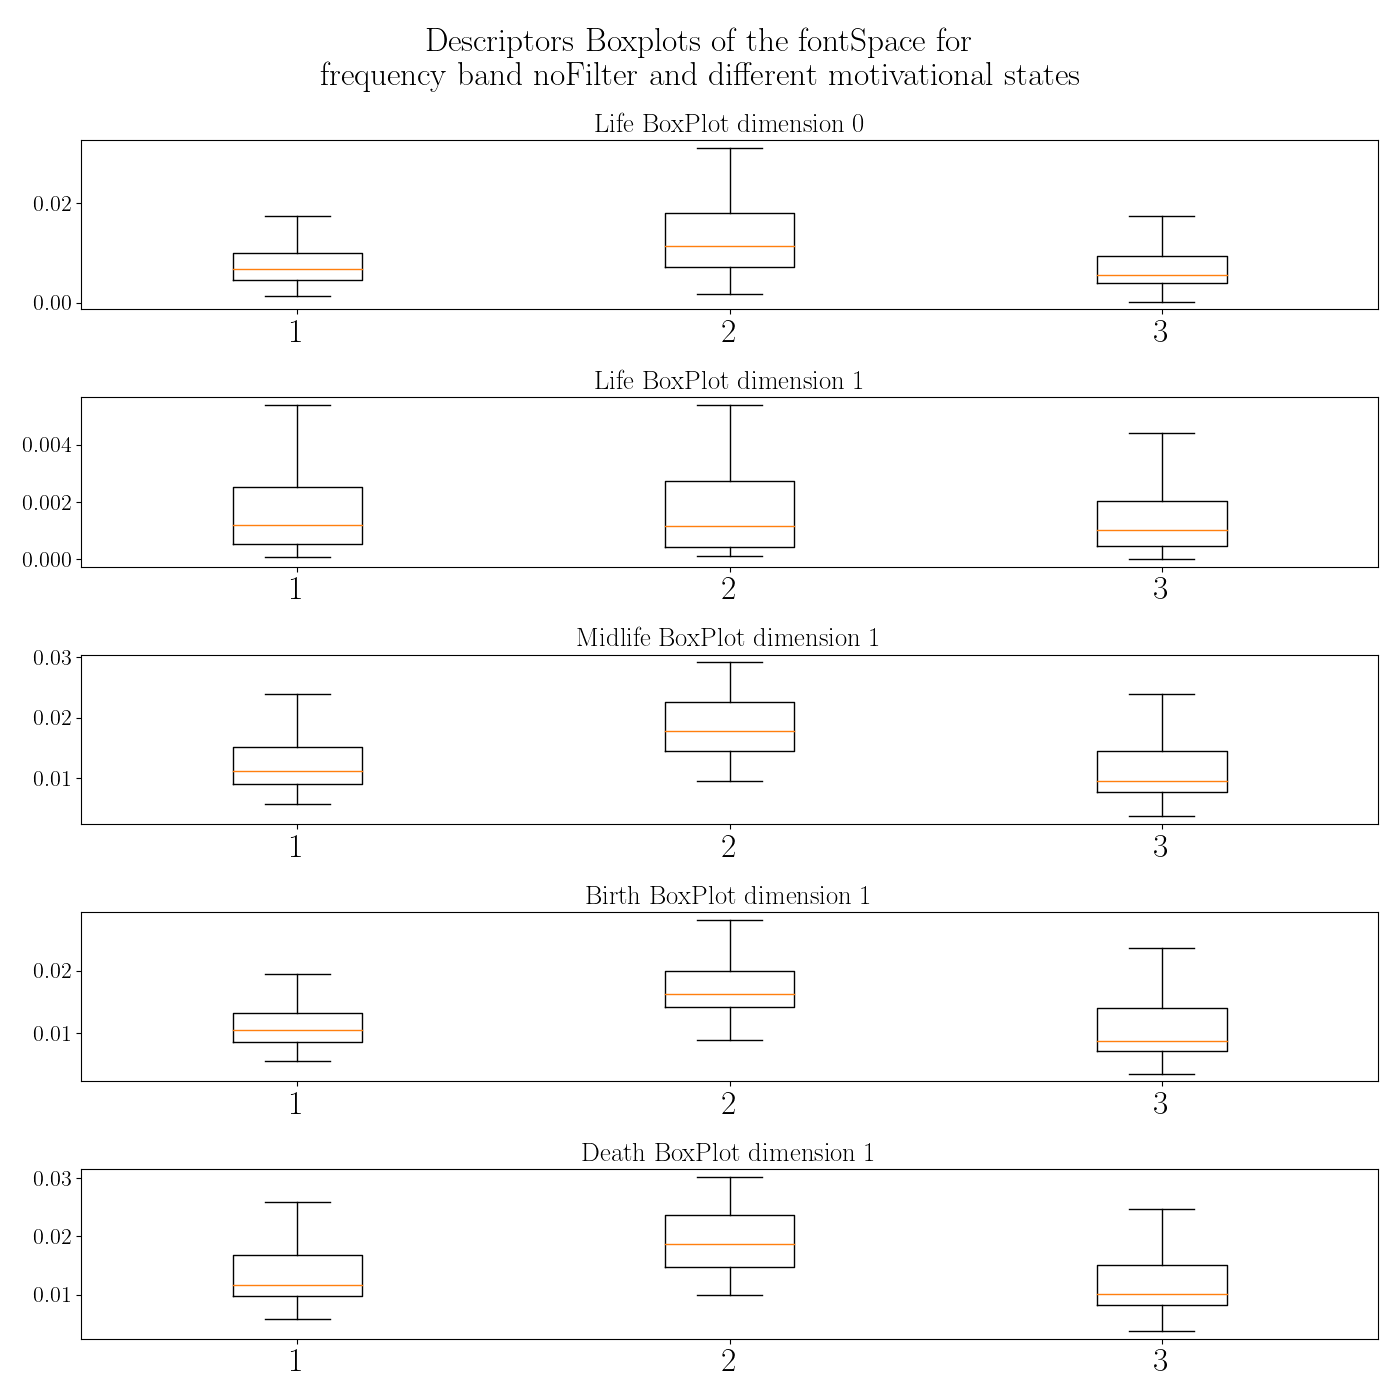 Descriptors Boxplots of the fontSpace for
frequency band noFilter and different motivational states
Life BoxPlot dimension 0
0.02
0.00
1 2 3
Life BoxPlot dimension 1
0.004
0.002
0.000
1 2 3
Midlife BoxPlot dimension 1
0.03
0.02
0.01
1 2 3
Birth BoxPlot dimension 1
0.02
0.01
1 2 3
Death BoxPlot dimension 1
0.03
0.02
0.01
1 2 3